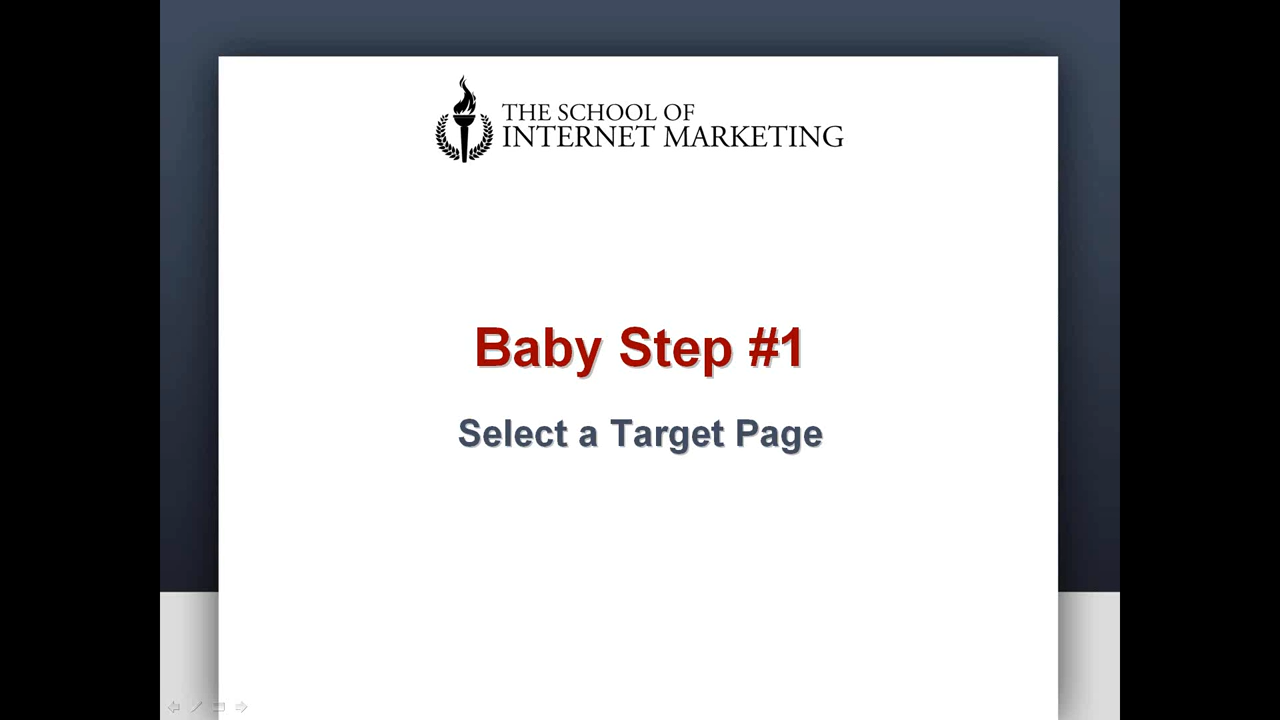 THE SCHOOL OF
INTERNET MARKETING
Baby Step #1
Select a Target Page